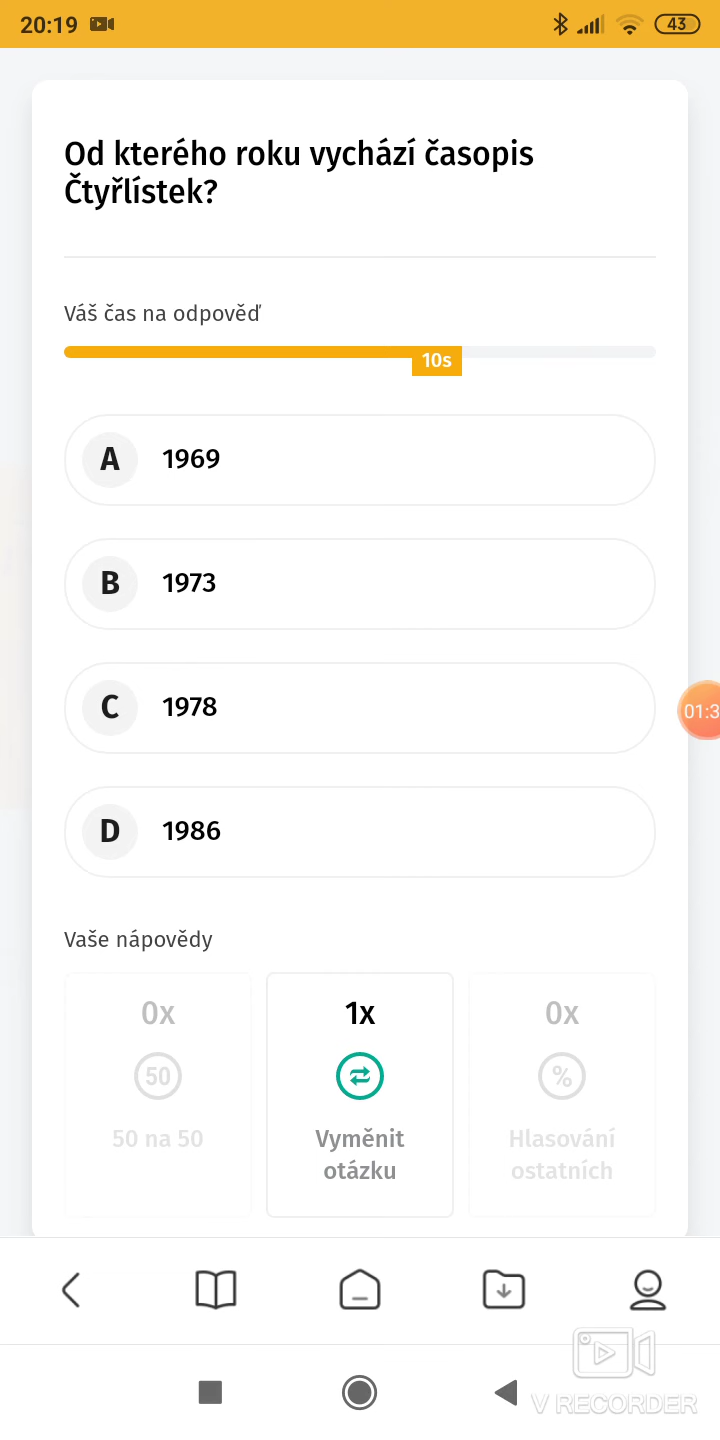 20:19
43
Od kterého roku vychází časopis
Čtyřlístek?
Váš čas na odpověď
10s
A 1969
B 1973
C 1978
D 1986
01:3
Vaše nápovědy
0x 1x 0x
50 %
50 na 50 Vyměnit Hlasování
otázku ostatních
V RECORDER